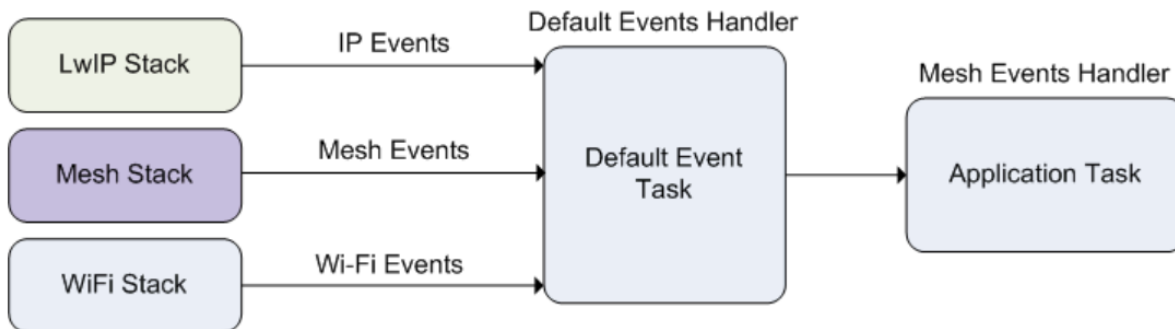 Default Events Handler
LwIP Stack
IP Events
Mesh Events Handler
Mesh Stack
Mesh Events
Default Event
Task
Application Task
WiFi Stack
Wi-Fi Events